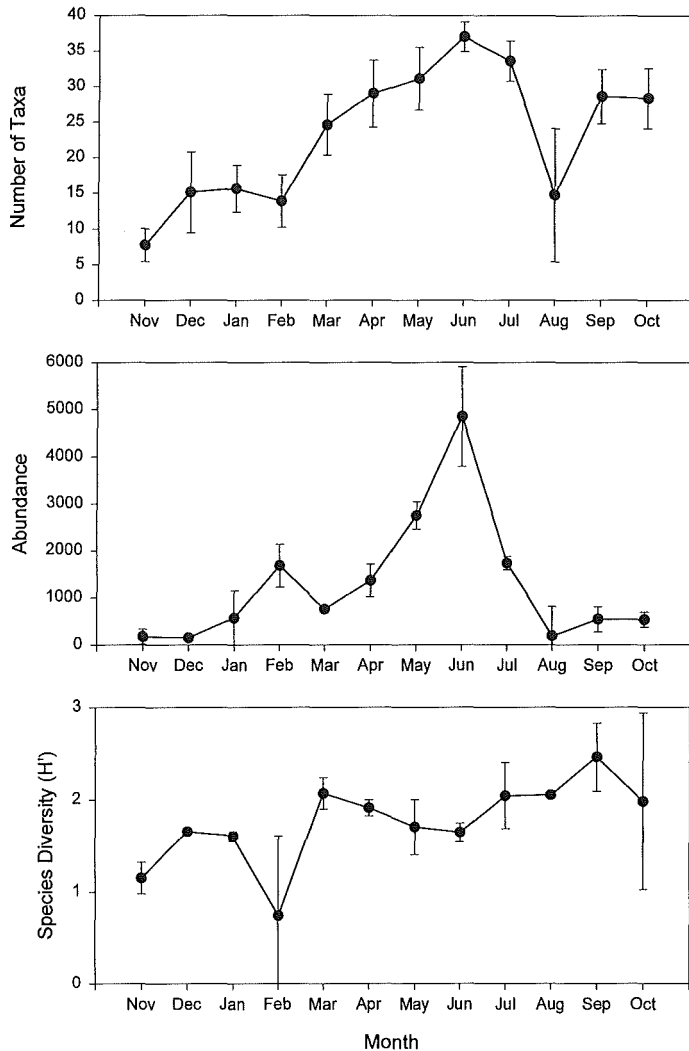 Number of Taxa
40
35
30
25
20
15
10
5
0
Nov Dec Jan Feb Mar Apr May Jun Jul Aug Sep Oct
Abundance
6000
5000
4000
3000
2000
1000
0
Nov Dec Jan Feb Mar Apr May Jun Jul Aug Sep Oct
Species Diversity (H')
3
2
1
0
Nov Dec Jan Feb Mar Apr May Jun Jul Aug Sep Oct
Month